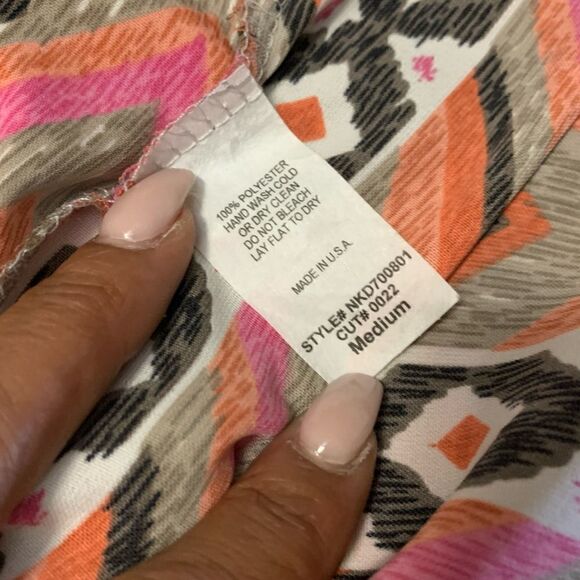 100% POLYESTER
HAND WASH COLD
OR DRY CLEAN
DO NOT BLEACH
LAY FLAT TO DRY
MADE IN U.S.A.
STYLE# NKD700801
CUT# 0022
Medium